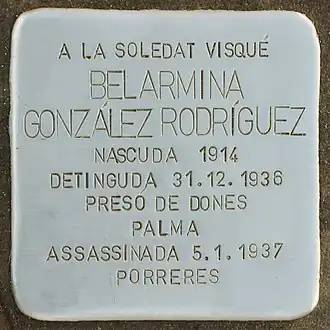 A LA SOLEDAT VISQUÉ
BELARMINA
GONZÁLEZ RODRÍGUEZ
NASCUDA 1914
DETINGUDA 31.12.1936
PRESO DE DONES
PALMA
ASSASSINADA 5.1.1937
PORRERES